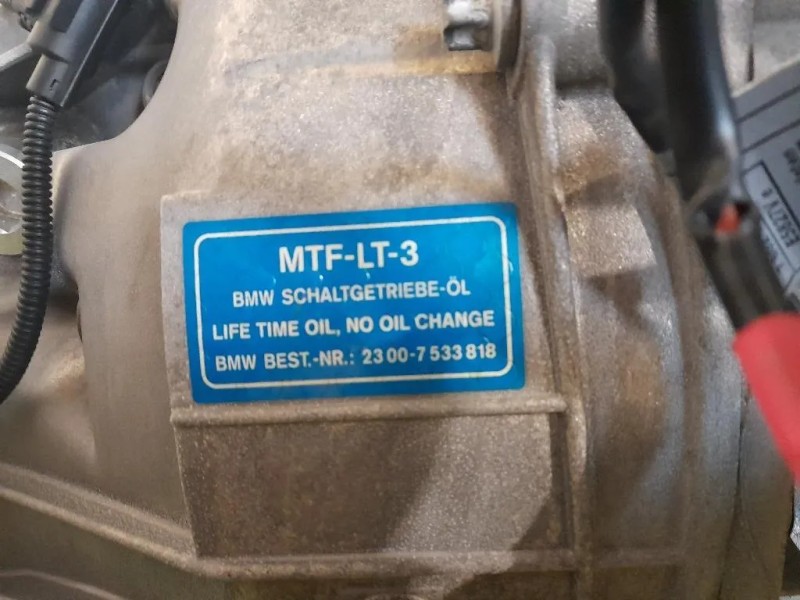 MTF-LT-3
BMW SCHALTGETRIEBE-ÖL
LIFE TIME OIL, NO OIL CHANGE
BMW BEST.-NR.: 23 00-7 533 818